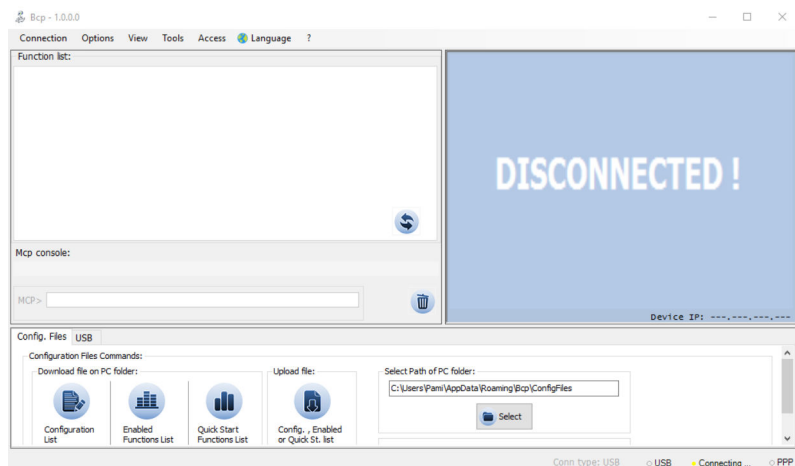 Bcp - 1.0.0.0
Connection Options View Tools Access Language ?
Function list:
DISCONNECTED !
Mcp console:
MCP>
Device IP: ---.---.---.---
Config. Files USB
Configuration Files Commands:
Download file on PC folder:
Configuration
List
Enabled
Functions List
Quick Start
Functions List
Upload file:
Config. , Enabled
or Quick St. list
Select Path of PC folder:
C:\Users\Pami\AppData\Roaming\Bcp\ConfigFiles
Select
Conn type: USB USB Connecting ... PPP